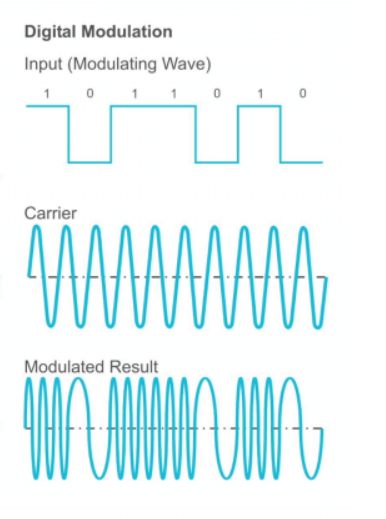 Digital Modulation
Input (Modulating Wave)
1 0 1 1 0 1 0
Carrier
Modulated Result